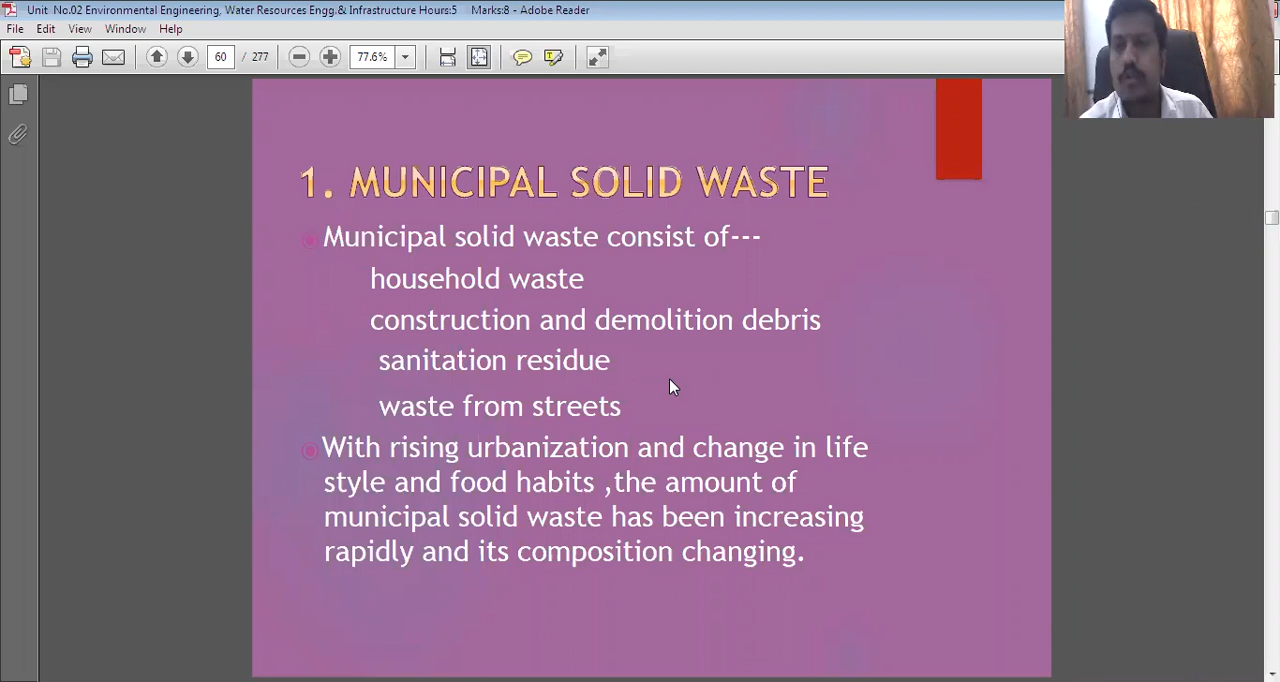 Unit No.02 Environmental Engineering, Water Resources Engg.& Infrastructure Hours:5 Marks:8 - Adobe Reader
File Edit View Window Help
60 / 277 77.6%
1. MUNICIPAL SOLID WASTE
Municipal solid waste consist of---
household waste
construction and demolition debris
sanitation residue
waste from streets
With rising urbanization and change in life
style and food habits ,the amount of
municipal solid waste has been increasing
rapidly and its composition changing.